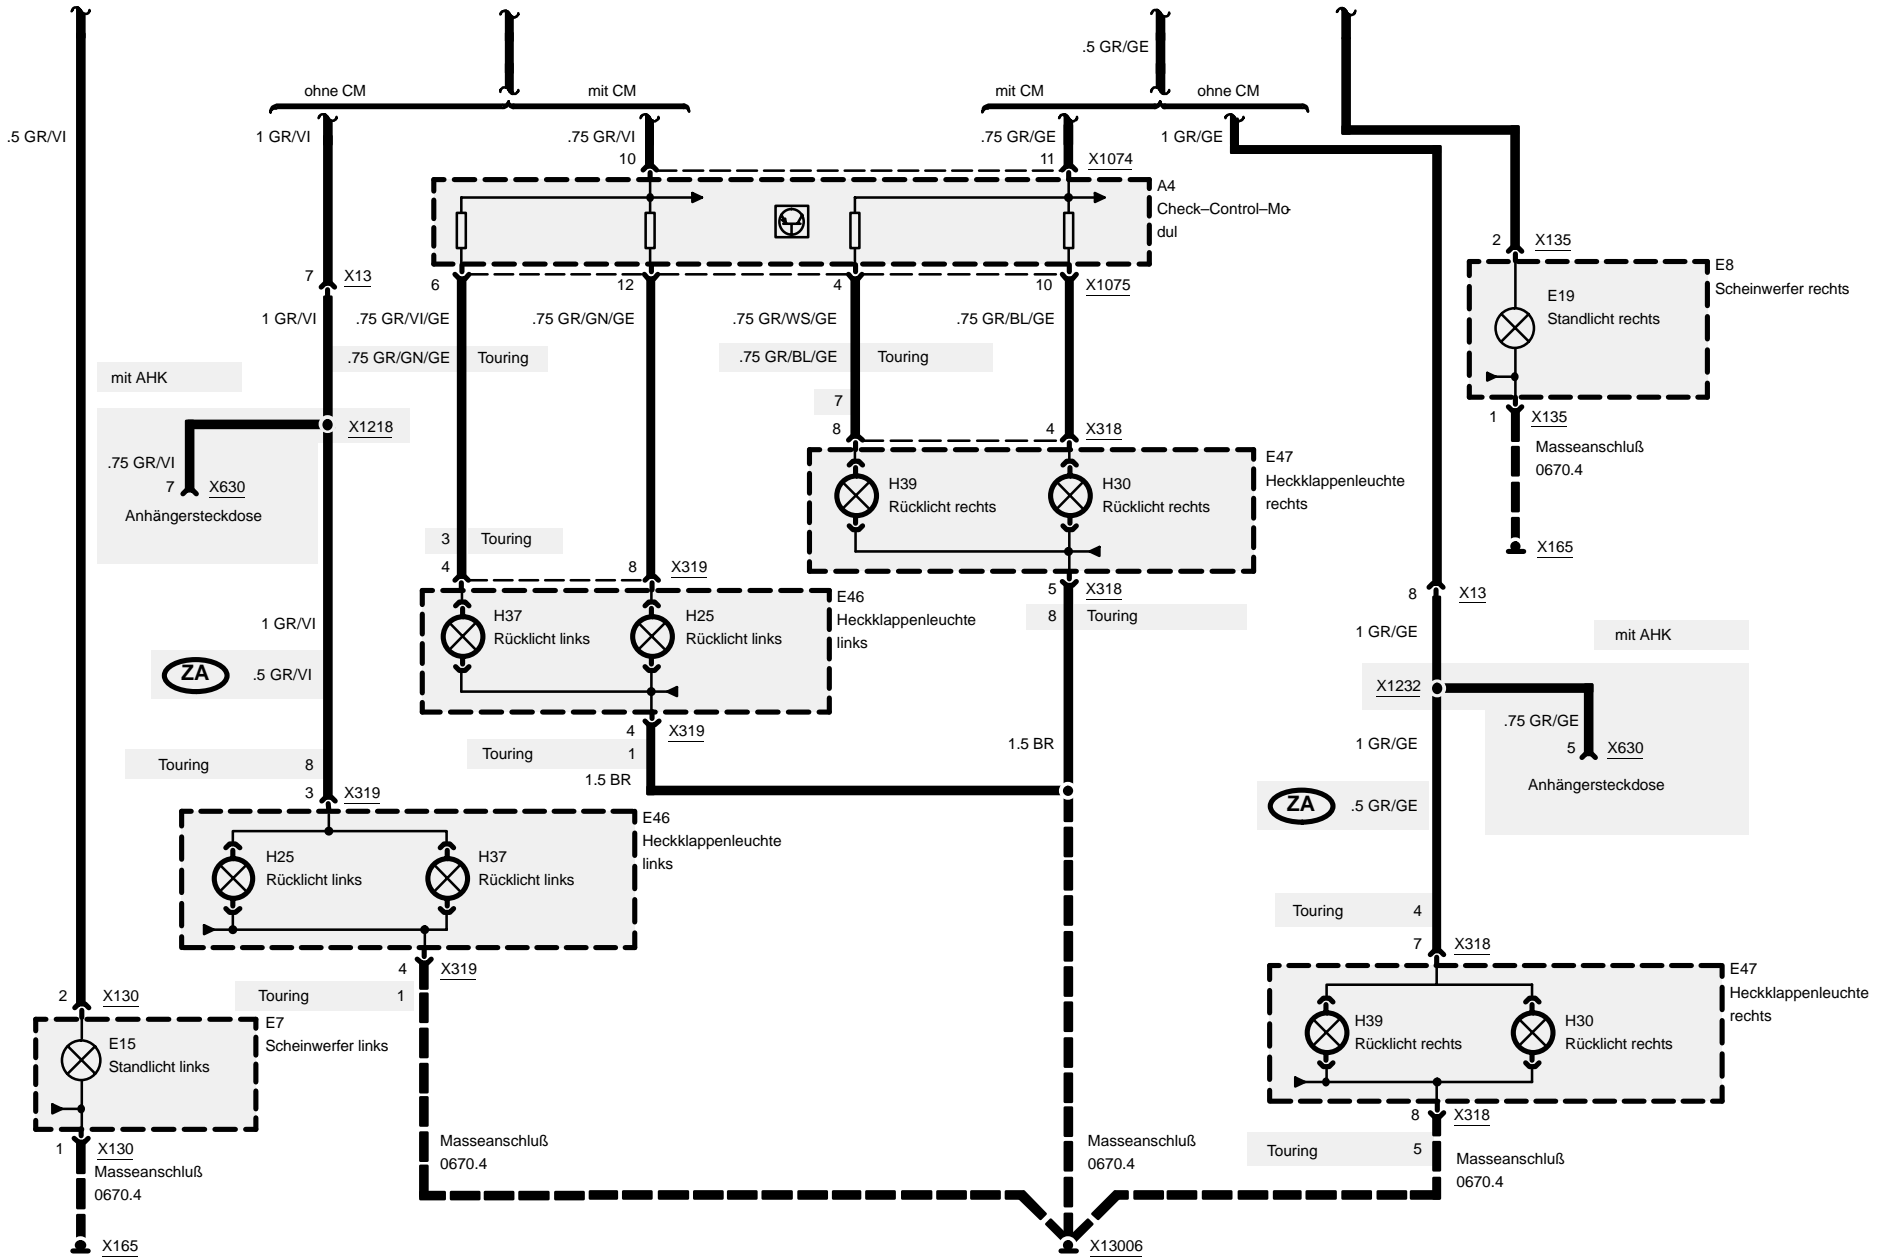 .5 GR/GE
ohne CM
mit CM
mit CM
ohne CM
.5 GR/VI
1 GR/VI
.75 GR/VI
.75 GR/GE
1 GR/GE
10
11
X1074
A4
Check–Control–Mo
dul
7
X13
6
12
4
10
X1075
2
X135
E8
Scheinwerfer rechts
E19
Standlicht rechts
1 GR/VI
.75 GR/VI/GE
.75 GR/GN/GE
.75 GR/WS/GE
.75 GR/BL/GE
.75 GR/GN/GE
Touring
.75 GR/BL/GE
Touring
mit AHK
7
1
X135
X1218
8
4
X318
Masseanschluß
0670.4
.75 GR/VI
7
X630
Anhängersteckdose
E47
Heckklappenleuchte
rechts
H39
Rücklicht rechts
H30
Rücklicht rechts
3
Touring
X165
4
8
X319
5
X318
8
Touring
8
X13
E46
Heckklappenleuchte
links
H37
Rücklicht links
H25
Rücklicht links
1 GR/VI
1 GR/GE
mit AHK
ZA
.5 GR/VI
X1232
.75 GR/GE
5
X630
Anhängersteckdose
4
X319
Touring
1
1.5 BR
1.5 BR
1 GR/GE
Touring
8
3
X319
ZA
.5 GR/GE
E46
Heckklappenleuchte
links
H25
Rücklicht links
H37
Rücklicht links
Touring
4
7
X318
4
X319
Touring
1
E47
Heckklappenleuchte
rechts
H39
Rücklicht rechts
H30
Rücklicht rechts
2
X130
E7
Scheinwerfer links
E15
Standlicht links
8
X318
Touring
5
1
X130
Masseanschluß
0670.4
Masseanschluß
0670.4
Masseanschluß
0670.4
Masseanschluß
0670.4
X165
X13006